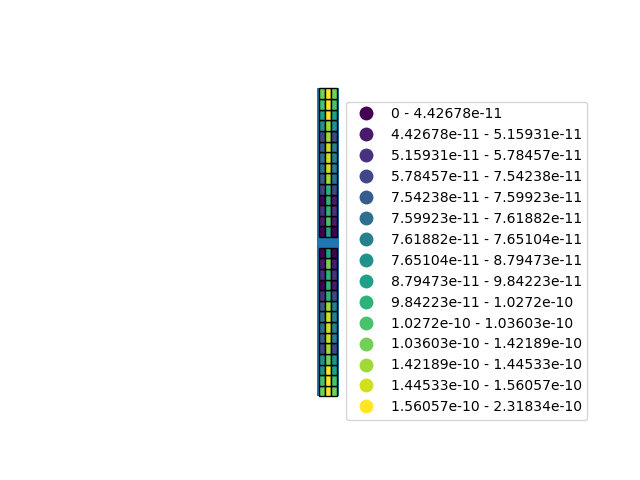 0 - 4.42678e-11
4.42678e-11 - 5.15931e-11
5.15931e-11 - 5.78457e-11
5.78457e-11 - 7.54238e-11
7.54238e-11 - 7.59923e-11
7.59923e-11 - 7.61882e-11
7.61882e-11 - 7.65104e-11
7.65104e-11 - 8.79473e-11
8.79473e-11 - 9.84223e-11
9.84223e-11 - 1.0272e-10
1.0272e-10 - 1.03603e-10
1.03603e-10 - 1.42189e-10
1.42189e-10 - 1.44533e-10
1.44533e-10 - 1.56057e-10
1.56057e-10 - 2.31834e-10